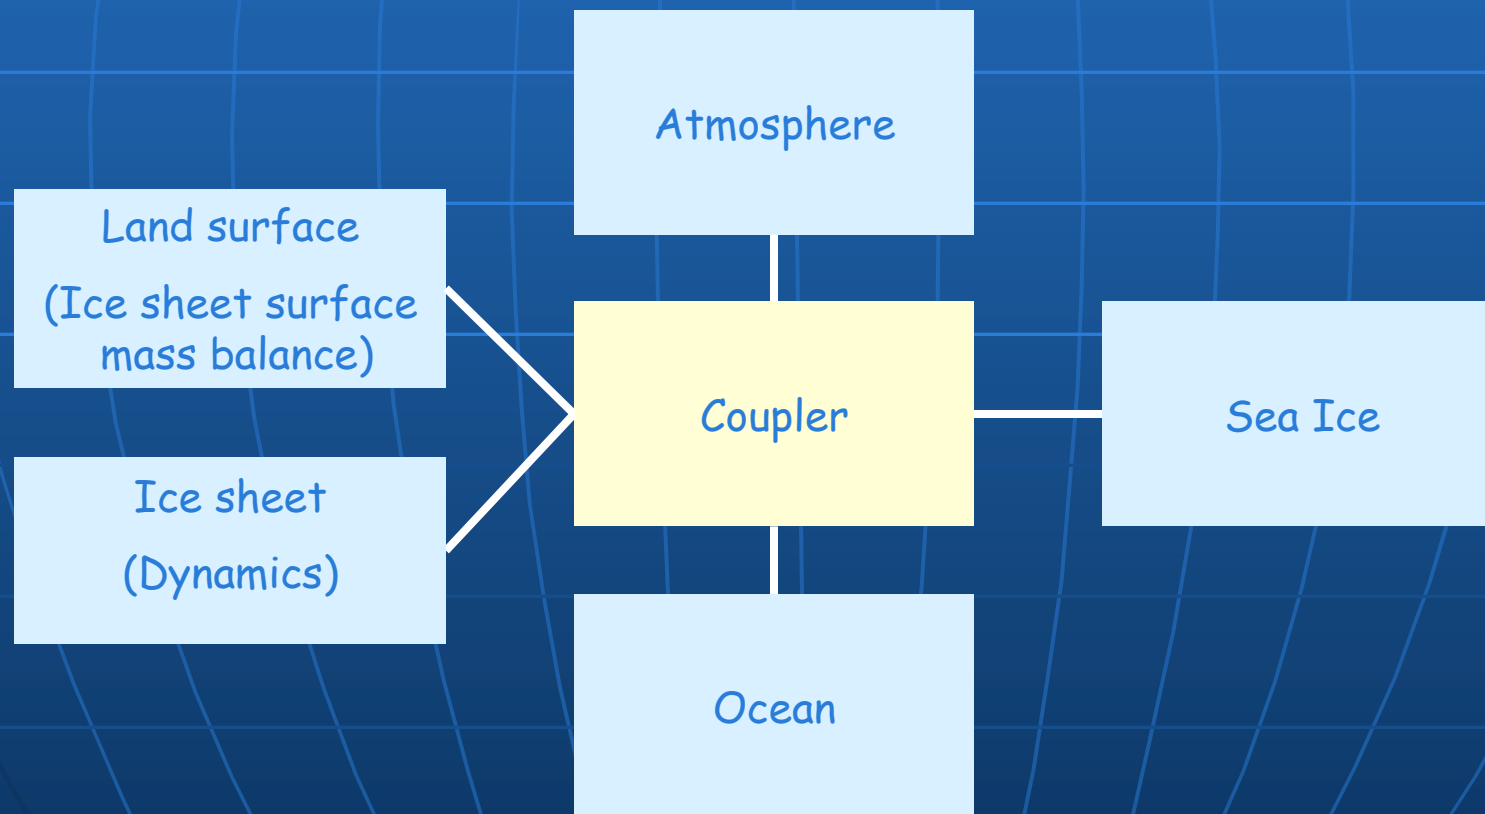 Atmosphere
Land surface
(Ice sheet surface
mass balance)
Coupler
Sea Ice
Ice sheet
(Dynamics)
Ocean